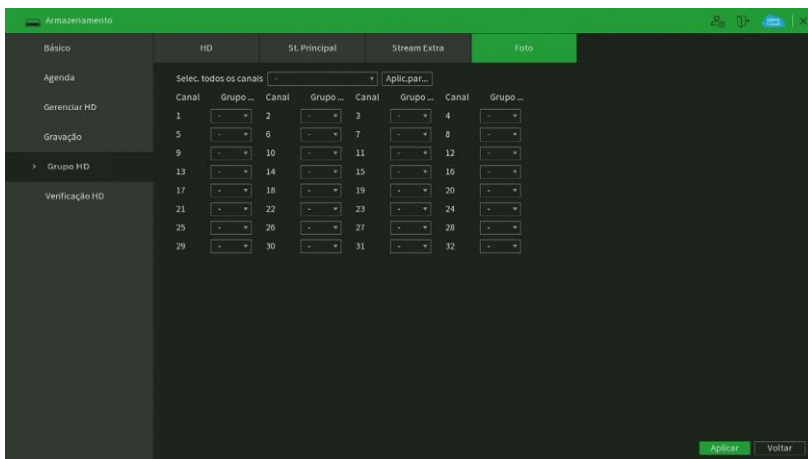 Armazenamento
Básico
Agenda
Gerenciar HD
Gravação
> Grupo HD
Verificação HD
HD St. Principal Stream Extra Foto
Selec. todos os canais - Aplic.par...
Canal Grupo ... Canal Grupo ... Canal Grupo ... Canal Grupo ...
1 - 2 - 3 - 4 -
5 - 6 - 7 - 8 -
9 - 10 - 11 - 12 -
13 - 14 - 15 - 16 -
17 - 18 - 19 - 20 -
21 - 22 - 23 - 24 -
25 - 26 - 27 - 28 -
29 - 30 - 31 - 32 -
Aplicar Voltar